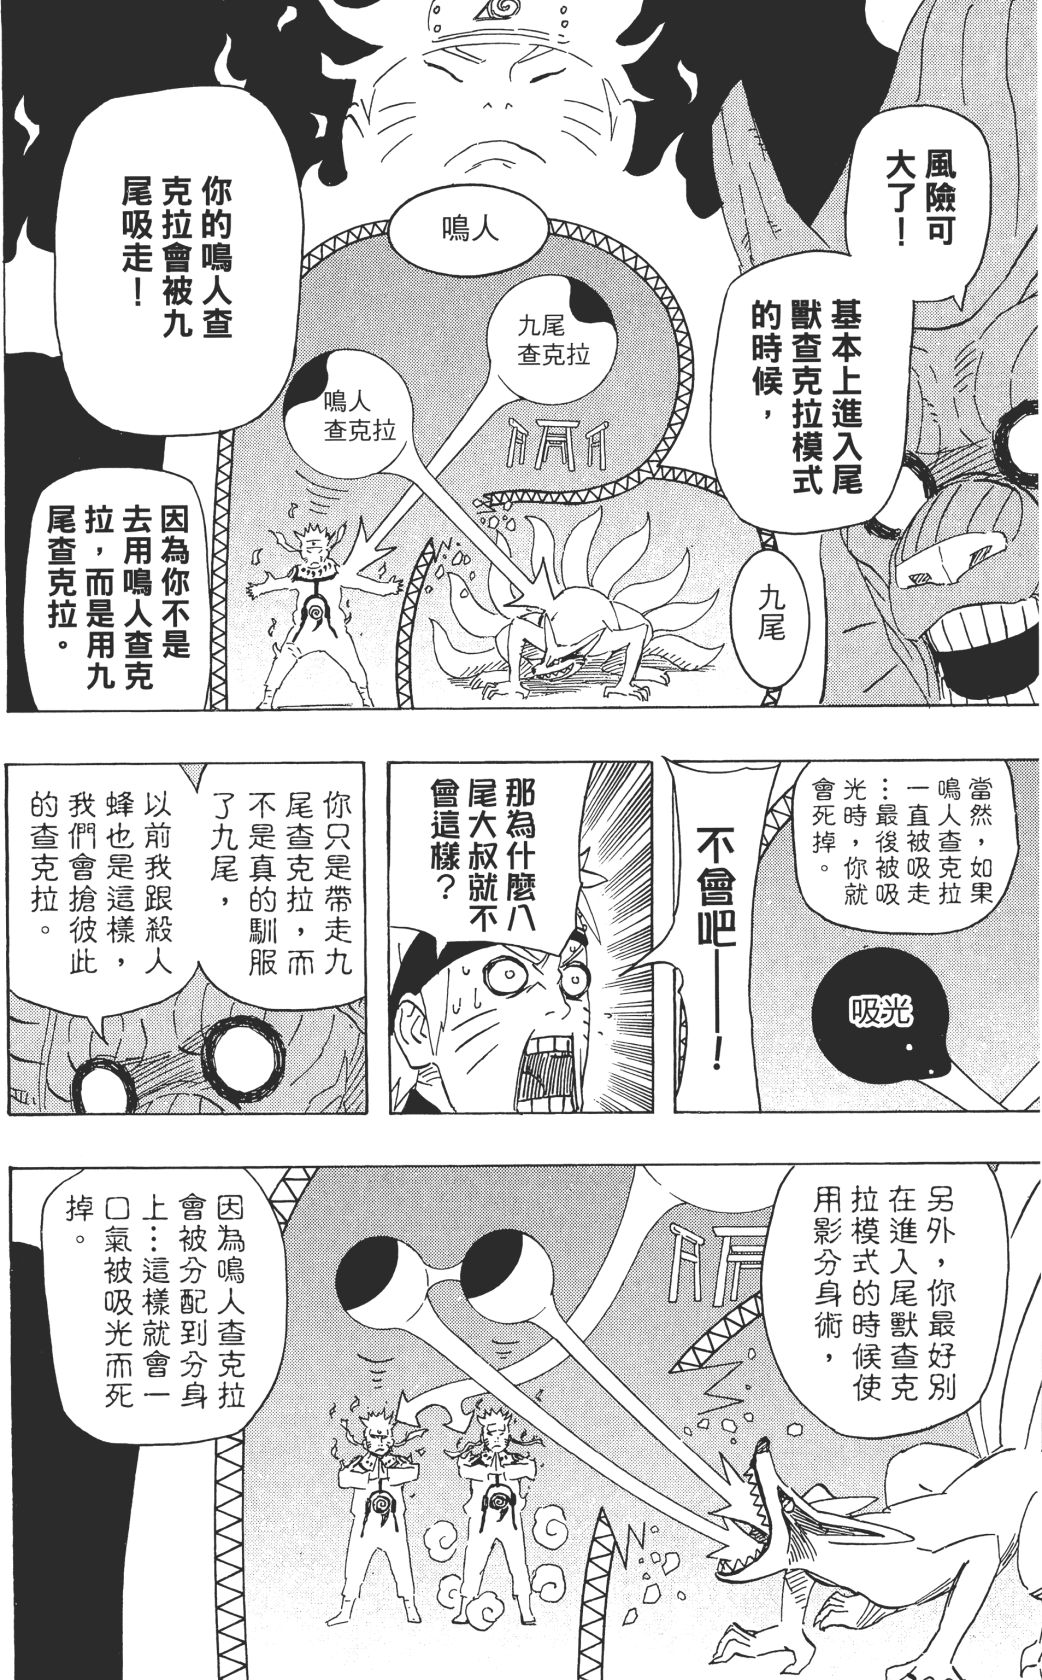 風險可
大了！
基本上進入尾
獸查克拉模式
的時候，
鳴人
九尾
查克拉
鳴人
查克拉
九尾
你的鳴人查
克拉會被九
尾吸走！
因為你不是
去用鳴人查克
拉，而是用九
尾查克拉。
當然，如果
鳴人查克拉
一直被吸走
…最後被吸
光時，你就
會死掉。
吸光
不會吧——！
那為什麼八
尾大叔就不
會這樣？
你只是帶走九
尾查克拉，而
不是真的馴服
了九尾，
以前我跟殺人
蜂也是這樣，
我們會搶彼此
的查克拉。
另外，你最好別
在進入尾獸查克
拉模式的時候使
用影分身術，
因為鳴人查克拉
會被分配到分身
上…這樣就會一
口氣被吸光而死
掉。